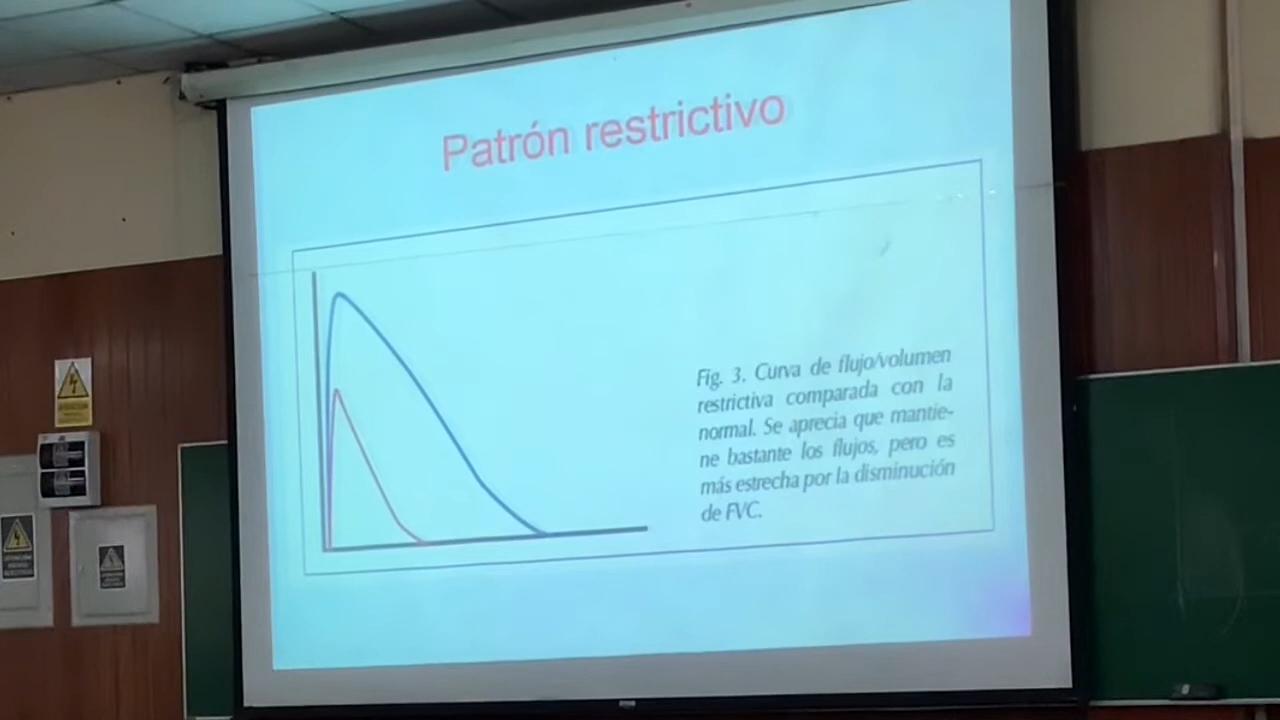 Patrón restrictivo
Fig. 3. Curva de flujo/volumen
restrictiva comparada con la
normal. Se aprecia que mantie-
ne bastante los flujos, pero es
más estrecha por la disminución
de FVC.